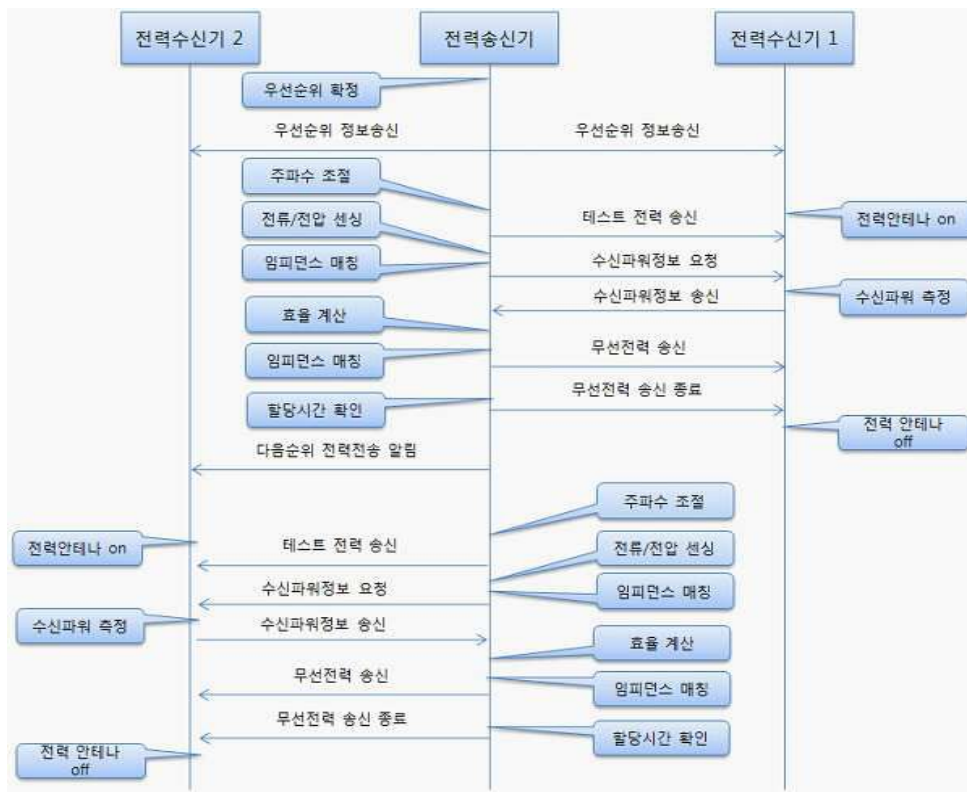 전력수신기 2
전력송신기
전력수신기 1
우선순위 확정
우선순위 정보송신
우선순위 정보송신
주파수 조절
전류/전압 센싱
테스트 전력 송신
전력안테나 on
임피던스 매칭
수신파워정보 요청
수신파워정보 송신
수신파워 측정
효율 계산
무선전력 송신
임피던스 매칭
무선전력 송신 종료
할당시간 확인
전력 안테나
off
다음순위 전력전송 알림
주파수 조절
전력안테나 on
테스트 전력 송신
전류/전압 센싱
수신파워정보 요청
임피던스 매칭
수신파워 측정
수신파워정보 송신
효율 계산
무선전력 송신
임피던스 매칭
무선전력 송신 종료
할당시간 확인
전력 안테나
off